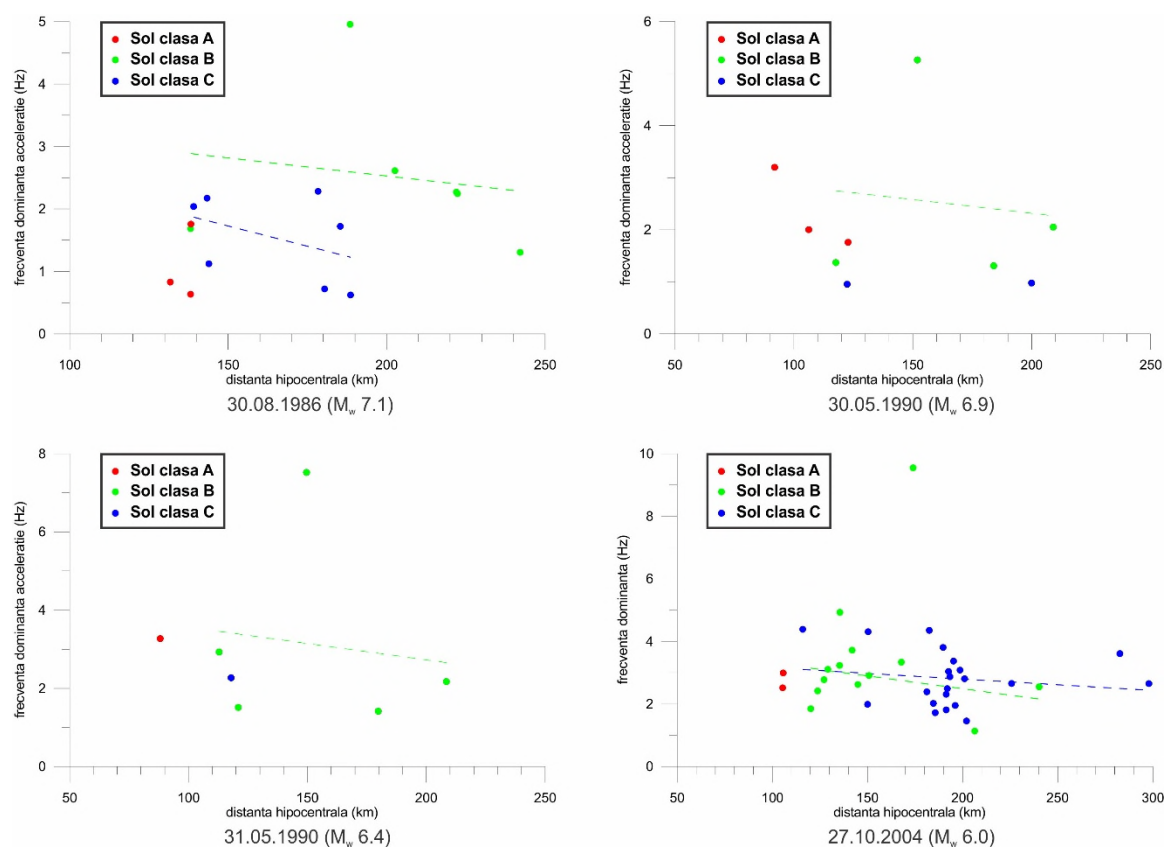 frecventa dominanta acceleratie (Hz)
5
4
3
2
1
0
Sol clasa A
Sol clasa B
Sol clasa C
100 150 200 250
distanta hipocentrala (km)
30.08.1986 (Mw 7.1)
frecventa dominanta acceleratie (Hz)
6
4
2
0
Sol clasa A
Sol clasa B
Sol clasa C
50 100 150 200 250
distanta hipocentrala (km)
30.05.1990 (Mw 6.9)
frecventa dominanta acceleratie (Hz)
8
6
4
2
0
Sol clasa A
Sol clasa B
Sol clasa C
50 100 150 200 250
distanta hipocentrala (km)
31.05.1990 (Mw 6.4)
frecventa dominanta (Hz)
10
8
6
4
2
0
Sol clasa A
Sol clasa B
Sol clasa C
50 100 150 200 250 300
distanta hipocentrala (km)
27.10.2004 (Mw 6.0)